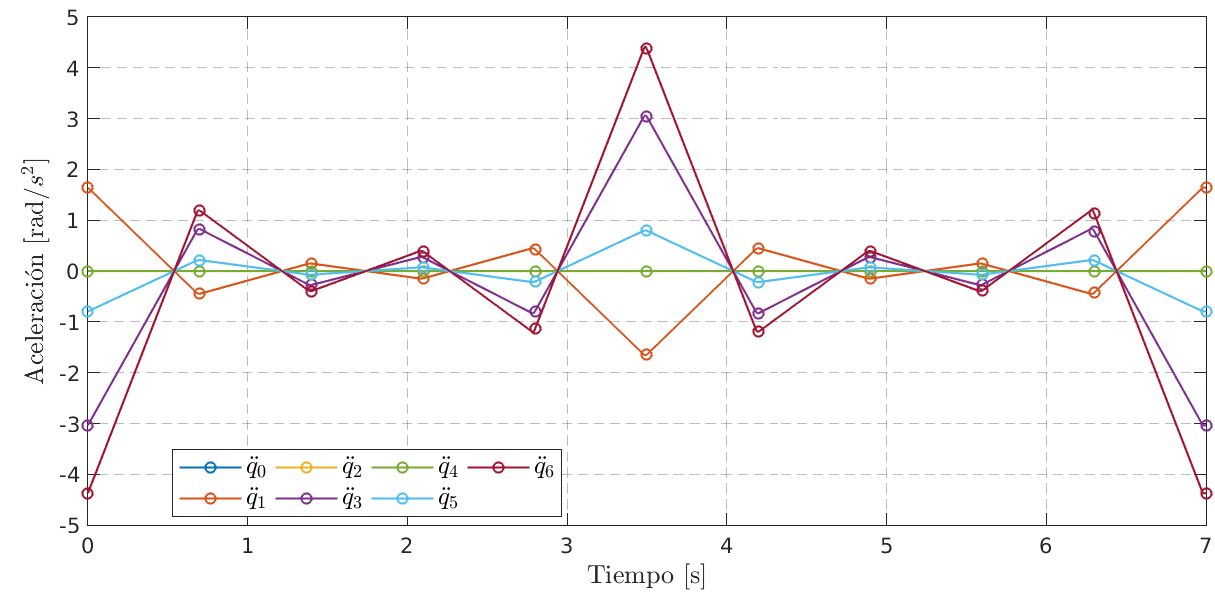 5
4
3
2
1
0
-1
-2
-3
-4
-5
Aceleración [rad/s²]
q̈₀ q̈₂ q̈₄ q̈₆
q̈₁ q̈₃ q̈₅
0 1 2 3 4 5 6 7
Tiempo [s]